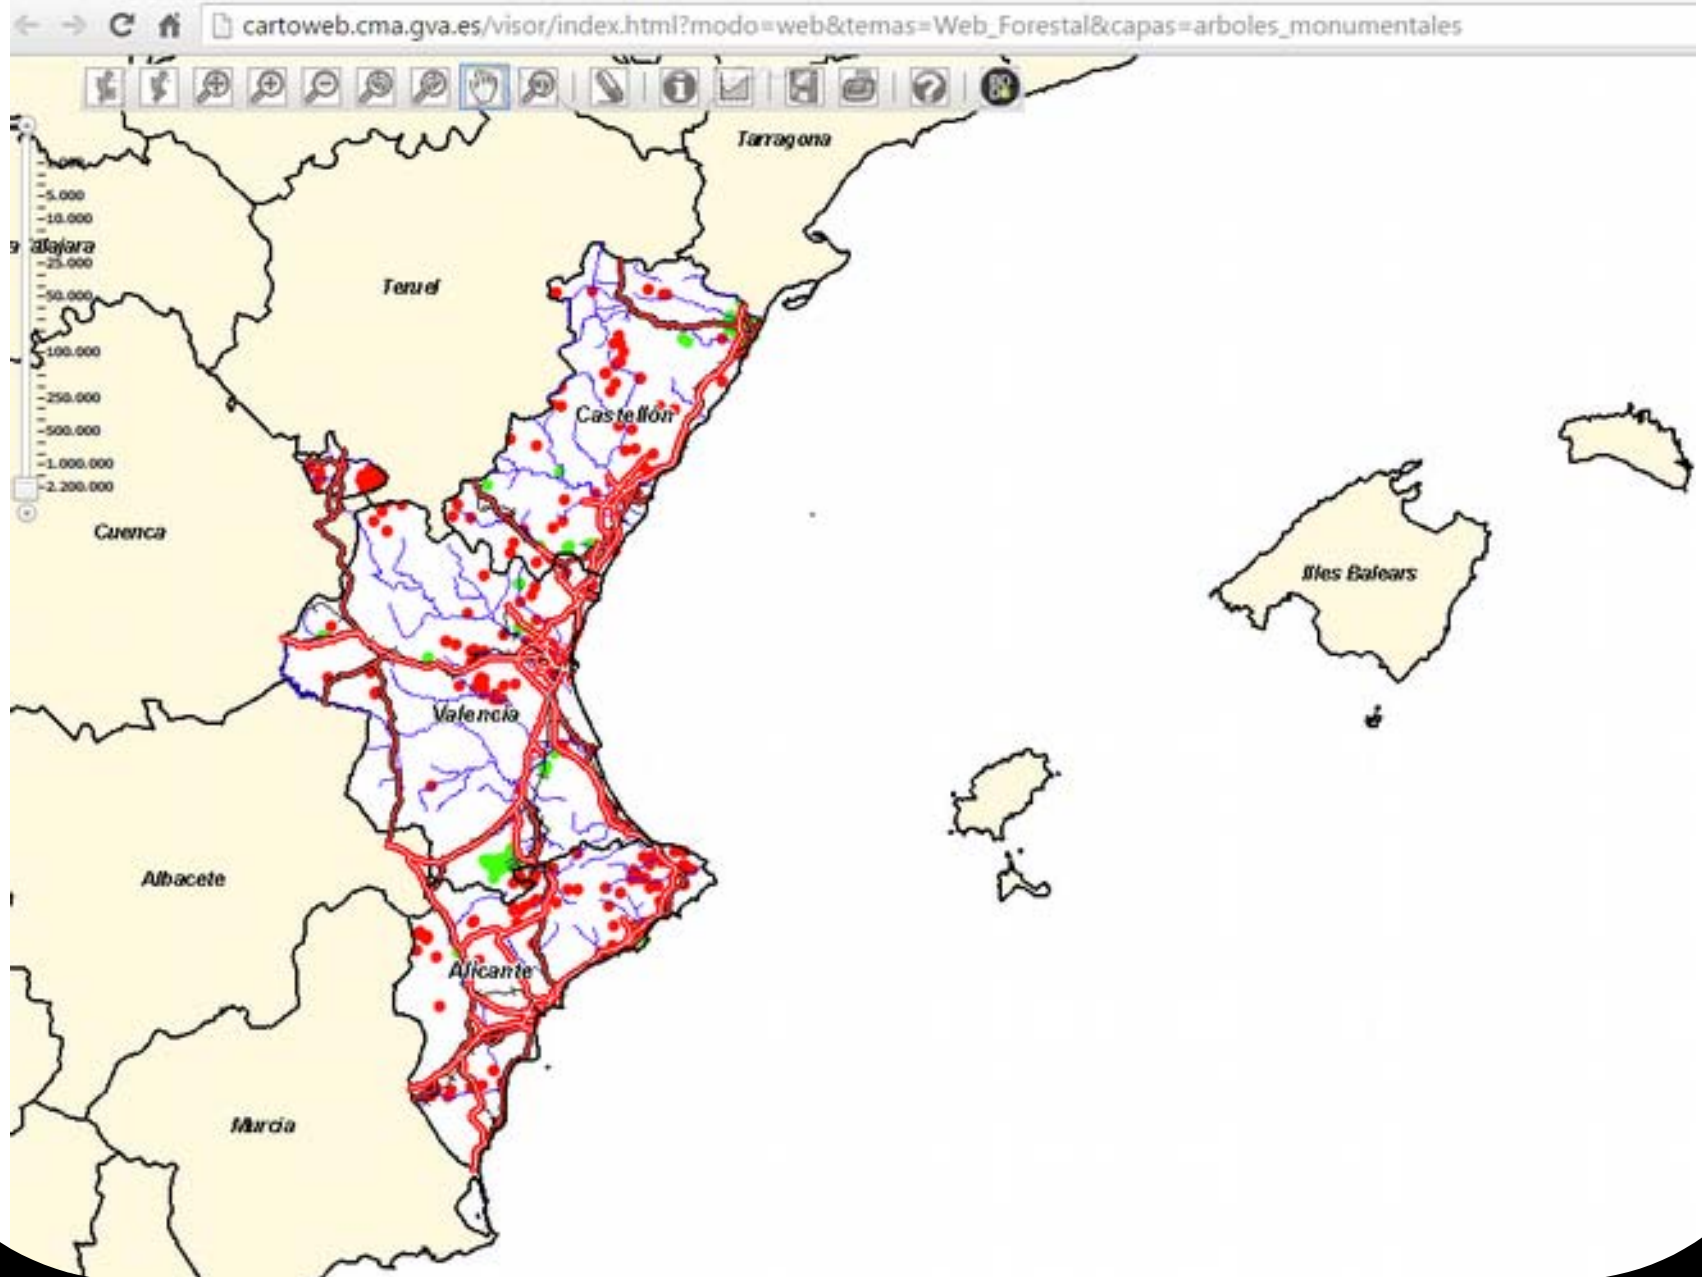 cartoweb.cma.gva.es/visor/index.html?modo=web&temas=Web_Forestal&capas=arboles_monumentales
Tarragona
5.000
10.000
25.000
50.000
100.000
250.000
500.000
1.000.000
2.200.000
Teruel
Castellón
Cuenca
Illes Balears
Valencia
Albacete
Alicante
Murcia